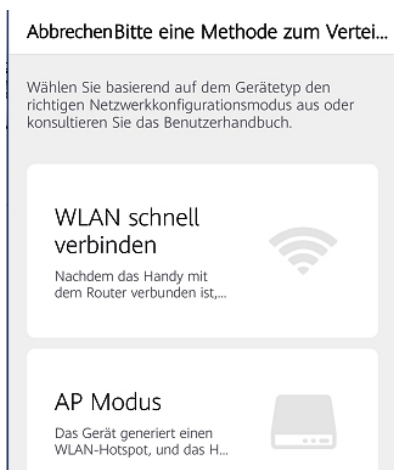 Abbrechen Bitte eine Methode zum Vertei...
Wählen Sie basierend auf dem Gerätetyp den
richtigen Netzwerkkonfigurationsmodus aus oder
konsultieren Sie das Benutzerhandbuch.
WLAN schnell
verbinden
Nachdem das Handy mit
dem Router verbunden ist,...
AP Modus
Das Gerät generiert einen
WLAN-Hotspot, und das H...